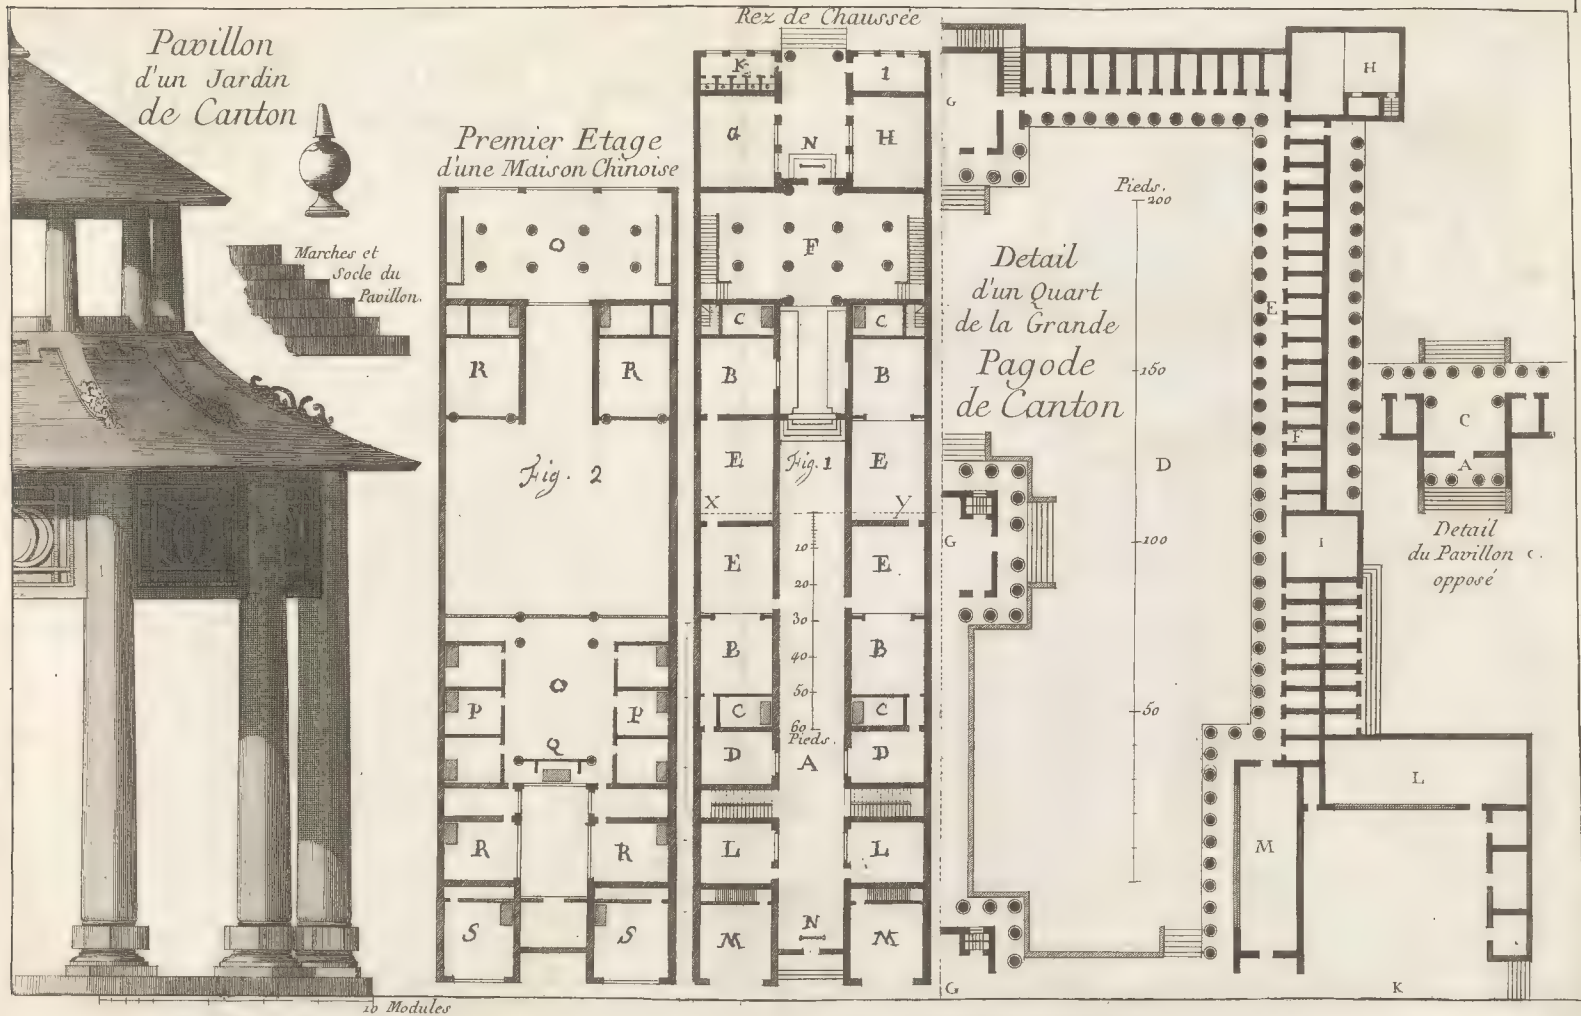 Pavillon
d'un Jardin
de Canton
Marches et
Socle du
Pavillon.
10 Modules
Premier Etage
d'une Maison Chinoise
O
R R
Fig. 2
O
P P
Q
R R
S S
Rez de Chaussée
K I
G H
N
F
C C
B B
E Fig. 1 E
X Y
10
E E
20
30
B B
40
50
C C
60
Pieds.
D A D
L L
N
M M
G H
Pieds.
200
Detail
d'un Quart
de la Grande
Pagode
de Canton
E
150
F
D
G 100 I
50
L
M
G K
C
A
Detail
du Pavillon C.
opposé